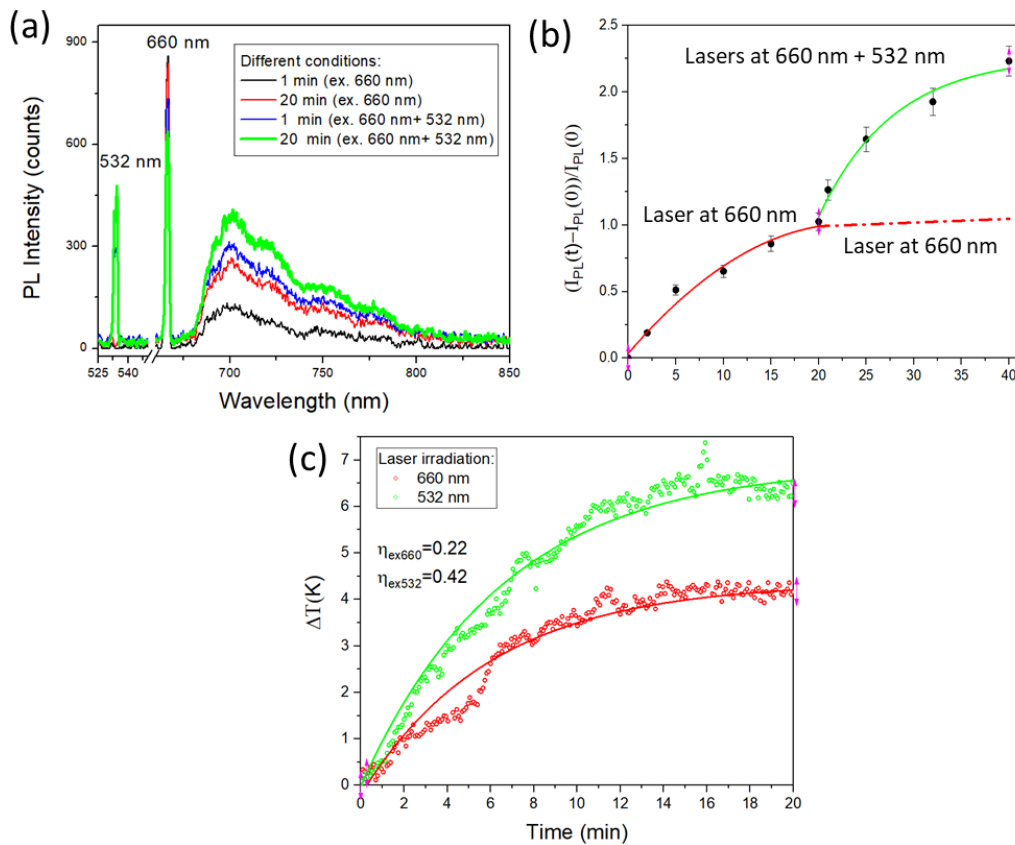 (a)
660 nm
532 nm
Different conditions:
1 min (ex. 660 nm)
20 min (ex. 660 nm)
1 min (ex. 660 nm+ 532 nm)
20 min (ex. 660 nm+ 532 nm)
PL Intensity (counts)
900
600
300
0
525 540 700 750 800 850
Wavelength (nm)
(b)
Lasers at 660 nm + 532 nm
Laser at 660 nm
Laser at 660 nm
(I_PL(t)−I_PL(0))/I_PL(0)
2.5
2.0
1.5
1.0
0.5
0.0
0 5 10 15 20 25 30 35 40
(c)
Laser irradiation:
660 nm
532 nm
η_ex660=0.22
η_ex532=0.42
ΔT(K)
7
6
5
4
3
2
1
0
0 2 4 6 8 10 12 14 16 18 20
Time (min)